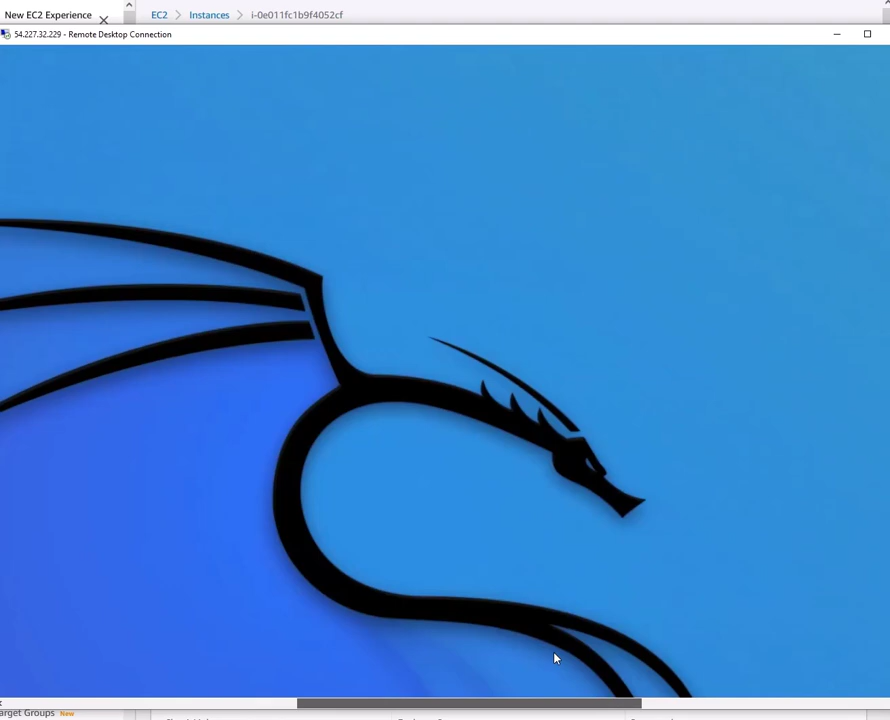 New EC2 Experience
EC2 Instances i-0e011fc1b9f4052cf
54.227.32.229 - Remote Desktop Connection
arget Groups New